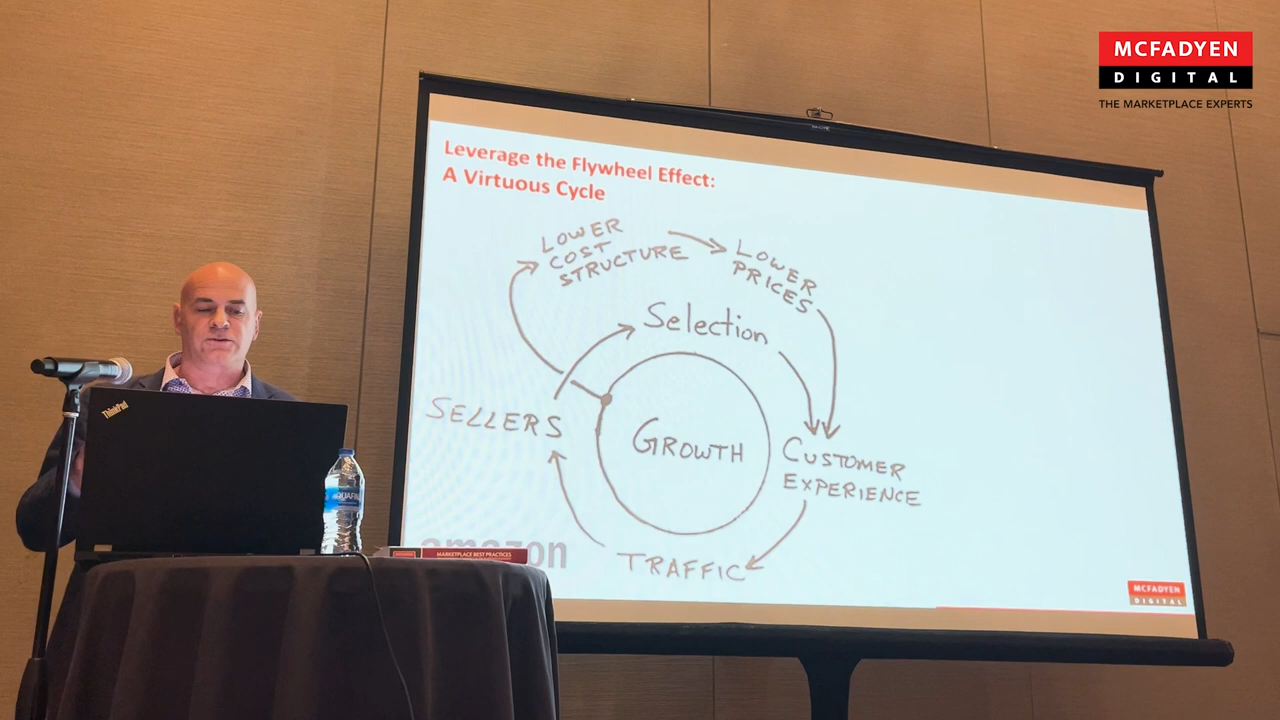 MCFADYEN
DIGITAL
THE MARKETPLACE EXPERTS
Leverage the Flywheel Effect:
A Virtuous Cycle
LOWER
COST
STRUCTURE
LOWER
PRICES
Selection
SELLERS
GROWTH
CUSTOMER
EXPERIENCE
TRAFFIC
amazon
MCFADYEN
DIGITAL
ThinkPad
MARKETPLACE BEST PRACTICES